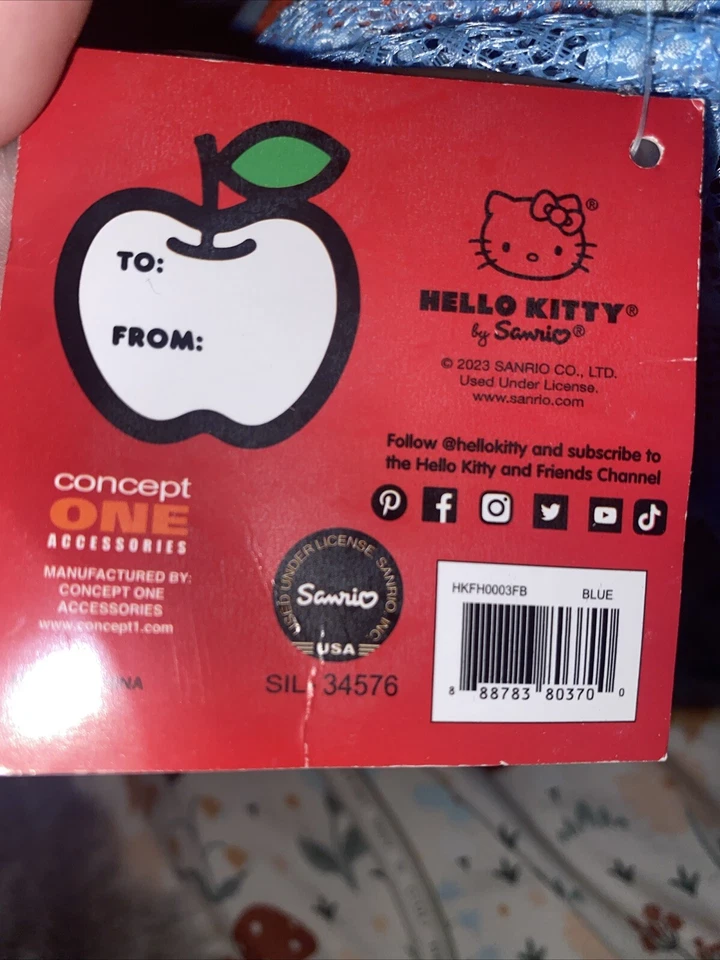 TO:
FROM:
HELLO KITTY®
by Sanrio®
© 2023 SANRIO CO., LTD.
Used Under License.
www.sanrio.com
Follow @hellokitty and subscribe to
the Hello Kitty and Friends Channel
concept
ONE
ACCESSORIES
MANUFACTURED BY:
CONCEPT ONE
ACCESSORIES
www.concept1.com
USED UNDER LICENSE, SANRIO, INC.
Sanrio
USA
SIL 34576
HKFH0003FB BLUE
8 88783 80370 0